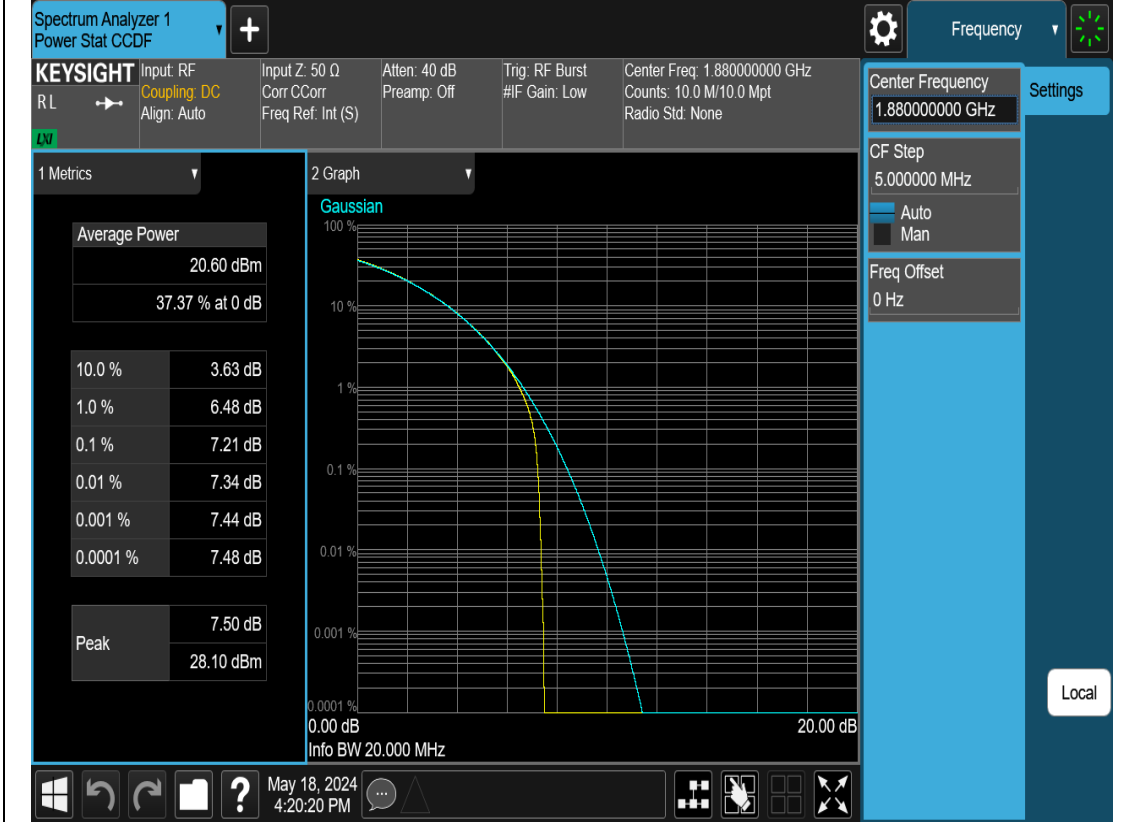 Spectrum Analyzer 1
Power Stat CCDF
Frequency
KEYSIGHT
RL
LXI
Input: RF
Coupling: DC
Align: Auto
Input Z: 50 Ω
Corr CCorr
Freq Ref: Int (S)
Atten: 40 dB
Preamp: Off
Trig: RF Burst
#IF Gain: Low
Center Freq: 1.880000000 GHz
Counts: 10.0 M/10.0 Mpt
Radio Std: None
1 Metrics
Average Power
20.60 dBm
37.37 % at 0 dB
10.0 % 3.63 dB
1.0 % 6.48 dB
0.1 % 7.21 dB
0.01 % 7.34 dB
0.001 % 7.44 dB
0.0001 % 7.48 dB
Peak
7.50 dB
28.10 dBm
2 Graph
Gaussian
100 %
10 %
1 %
0.1 %
0.01 %
0.001 %
0.0001 %
0.00 dB 20.00 dB
Info BW 20.000 MHz
Center Frequency
1.880000000 GHz
CF Step
5.000000 MHz
Auto
Man
Freq Offset
0 Hz
Settings
Local
?
May 18, 2024
4:20:20 PM